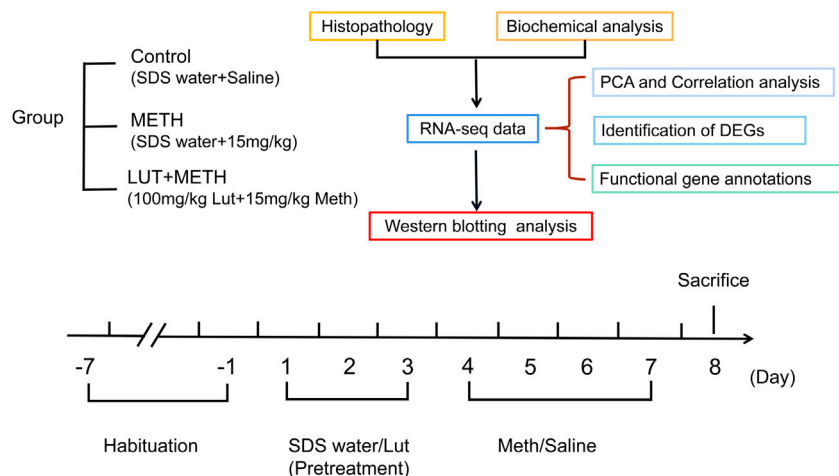 Histopathology
Biochemical analysis
Control
(SDS water+Saline)
Group
METH
(SDS water+15mg/kg)
LUT+METH
(100mg/kg Lut+15mg/kg Meth)
RNA-seq data
PCA and Correlation analysis
Identification of DEGs
Functional gene annotations
Western blotting analysis
Sacrifice
-7 -1 1 2 3 4 5 6 7 8 (Day)
Habituation
SDS water/Lut
(Pretreatment)
Meth/Saline